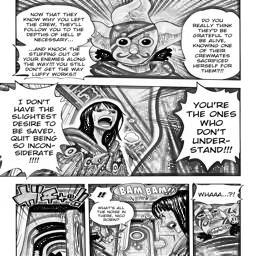 DO YOU
REALLY THINK
THEY'D BE
GRATEFUL TO
BE ALIVE,
KNOWING ONE
OF THEIR
CREWMATES
SACRIFICED
HERSELF FOR
THEM?!!
NOW THAT THEY
KNOW WHY YOU LEFT
THE CREW, THEY'LL
FOLLOW YOU TO THE
DEPTHS OF HELL IF
NECESSARY...
...AND KNOCK THE
STUFFING OUT OF
YOUR ENEMIES ALONG
THE WAY!!! YOU STILL
DON'T GET THE WAY
LUFFY WORKS!!
YOU'RE
THE ONES
WHO
DON'T
UNDER-
STAND!!!
I DON'T
HAVE THE
SLIGHTEST
DESIRE TO
BE SAVED.
QUIT BEING
SO INCON-
SIDERATE
!!!!
WHAAA...?!
BAM BAM!!
!!
WHAT'S ALL
THE NOISE
IN THERE,
NICO
ROBIN?